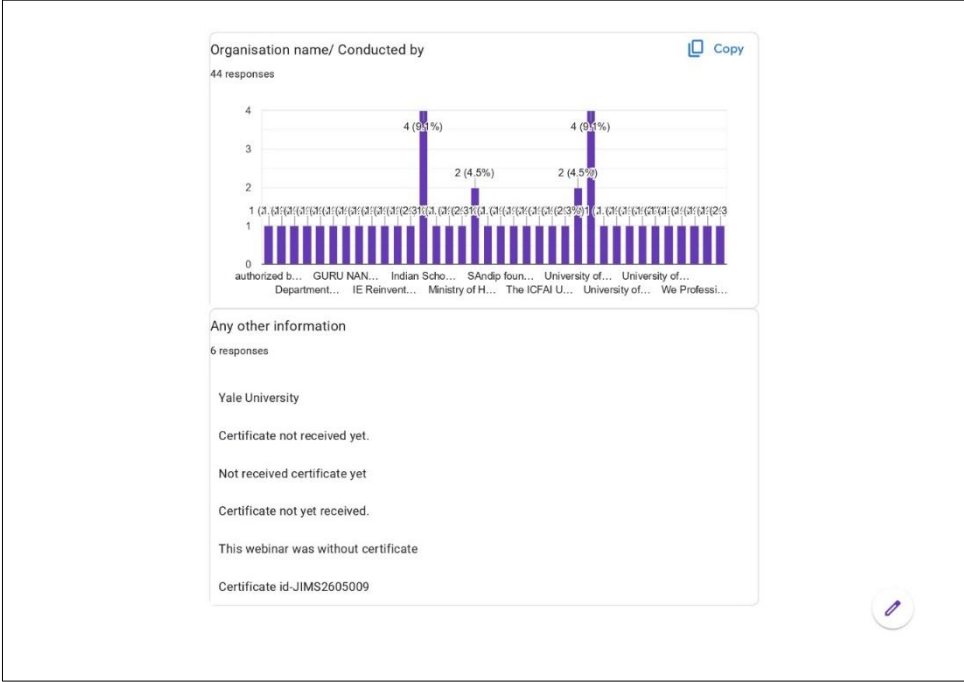 Organisation name/ Conducted by
Copy
44 responses
4
4 (9.1%)
4 (9.1%)
3
2 (4.5%)
2 (4.5%)
2
1
0
authorized b... GURU NAN... Indian Scho... SAndip foun... University of... University of...
Department... IE Reinvent... Ministry of H... The ICFAI U... University of... We Professi...
Any other information
6 responses
Yale University
Certificate not received yet.
Not received certificate yet
Certificate not yet received.
This webinar was without certificate
Certificate id-JIMS2605009